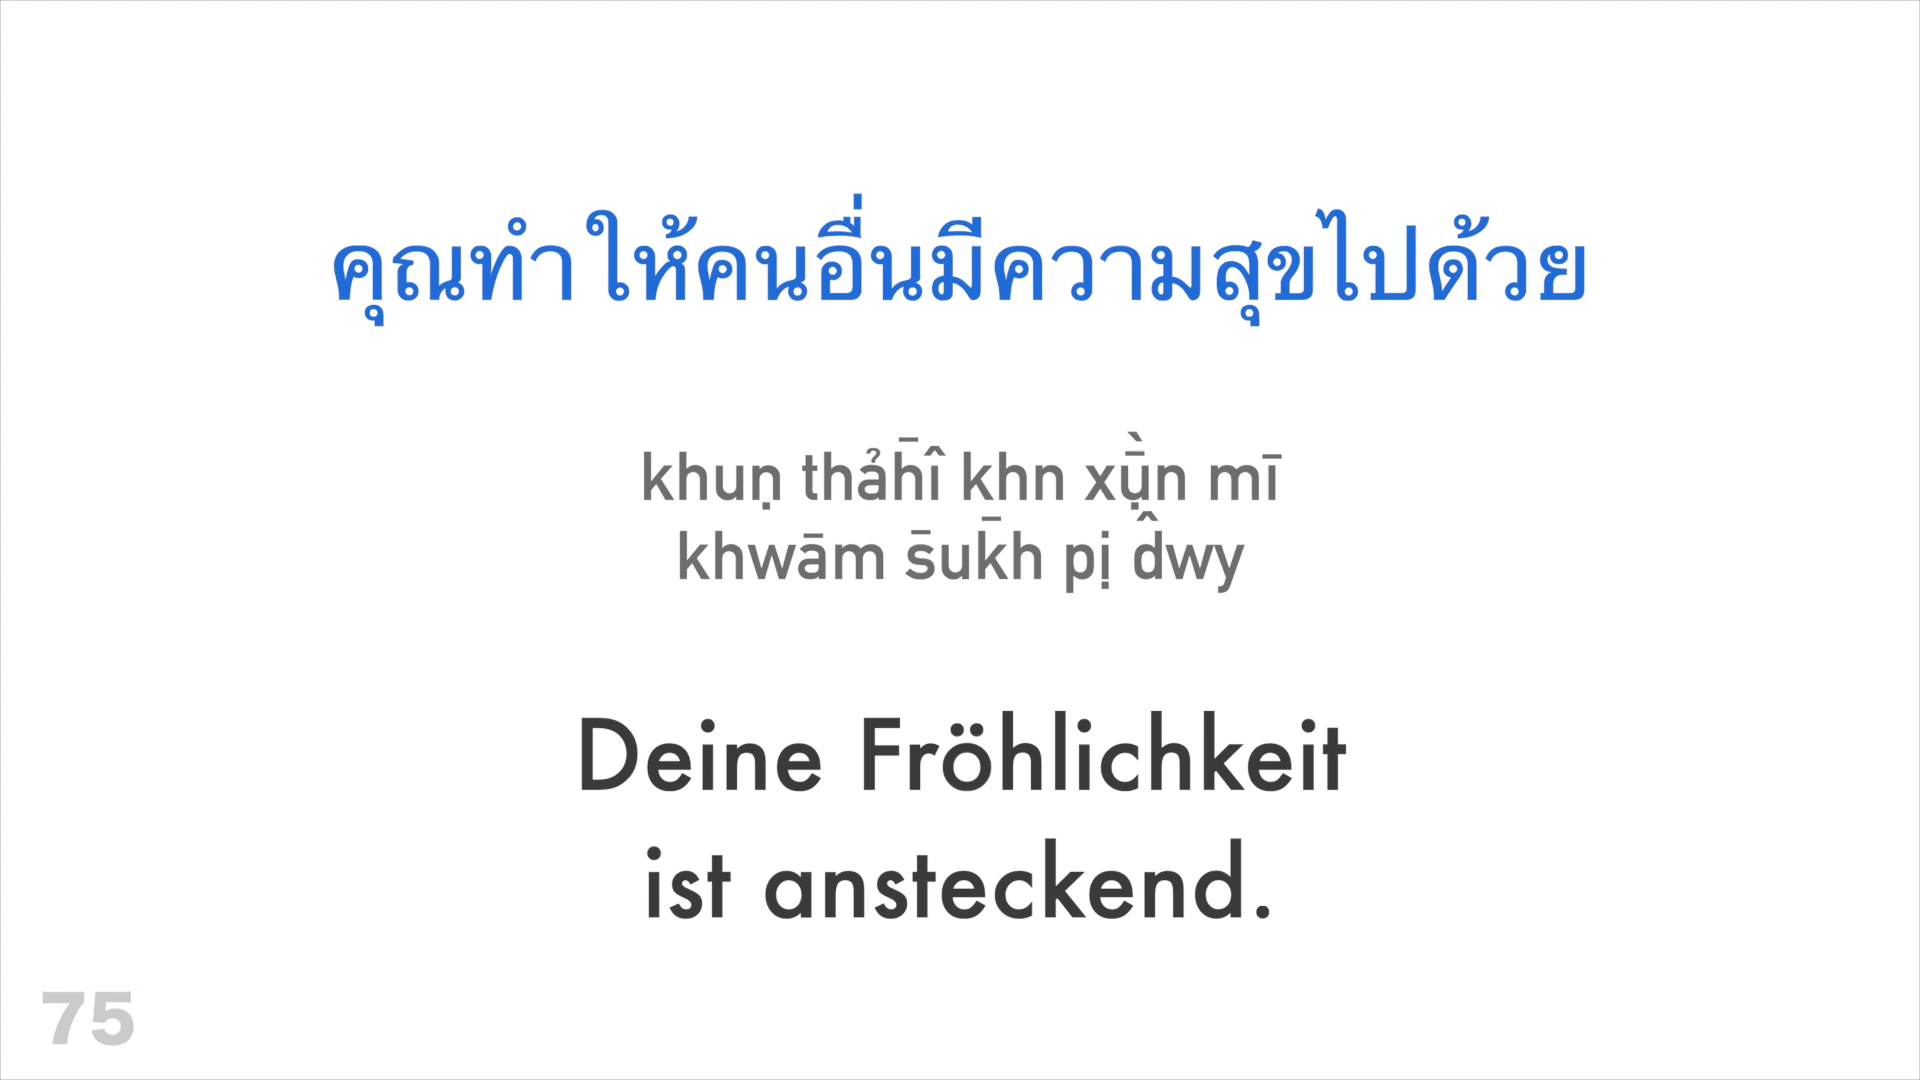 คุณทำให้คนอื่นมีความสุขไปด้วย
khuṇ thảh̄ı̂ khn xụ̄̀n mī
khwām s̄uk̄h pị d̂wy
Deine Fröhlichkeit
ist ansteckend.
75